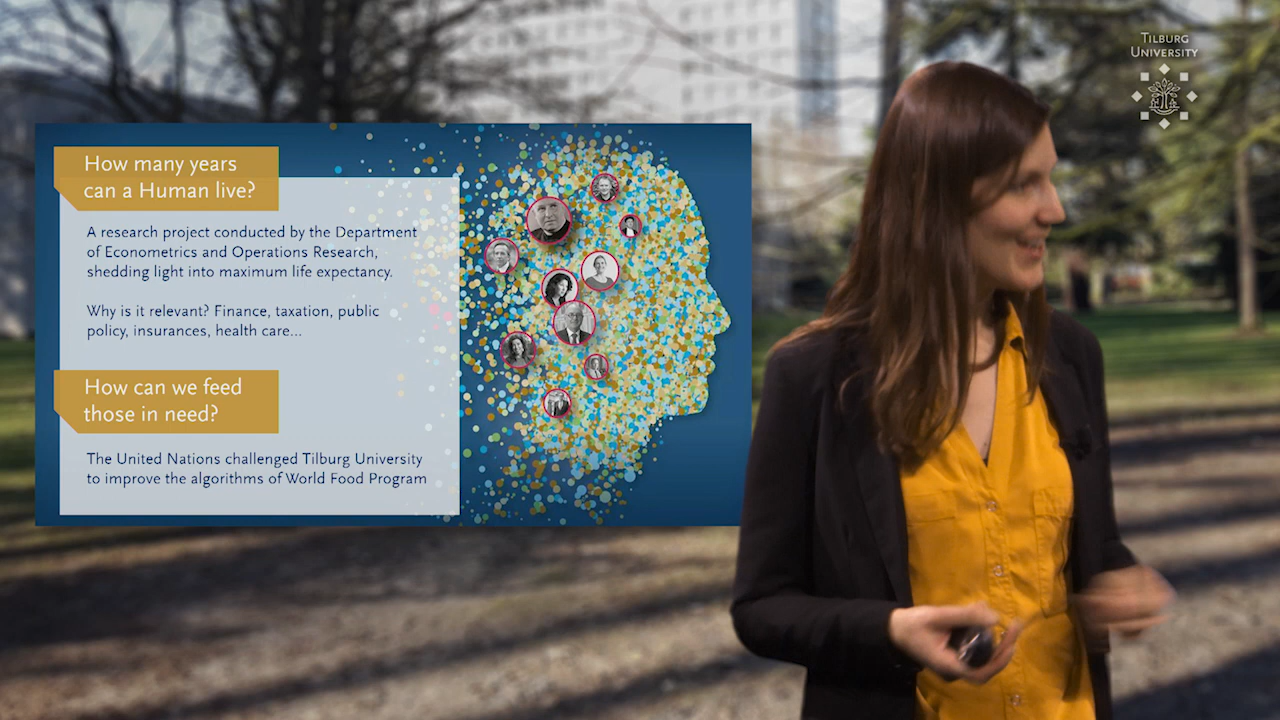 TILBURG
UNIVERSITY
How many years
can a Human live?
A research project conducted by the Department
of Econometrics and Operations Research,
shedding light into maximum life expectancy.
Why is it relevant? Finance, taxation, public
policy, insurances, health care...
How can we feed
those in need?
The United Nations challenged Tilburg University
to improve the algorithms of World Food Program